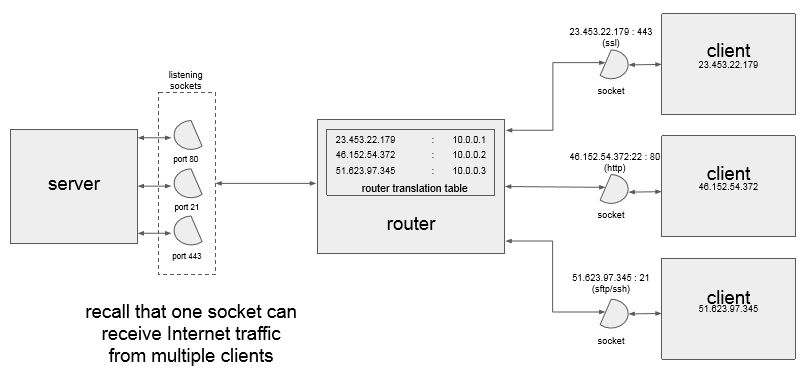 listening
sockets
port 80
port 21
port 443
server
recall that one socket can
receive Internet traffic
from multiple clients
23.453.22.179 : 10.0.0.1
46.152.54.372 : 10.0.0.2
51.623.97.345 : 10.0.0.3
router translation table
router
23.453.22.179 : 443
(ssl)
socket
client
23.453.22.179
46.152.54.372:22 : 80
(http)
socket
client
46.152.54.372
51.623.97.345 : 21
(sftp/ssh)
socket
client
51.623.97.345